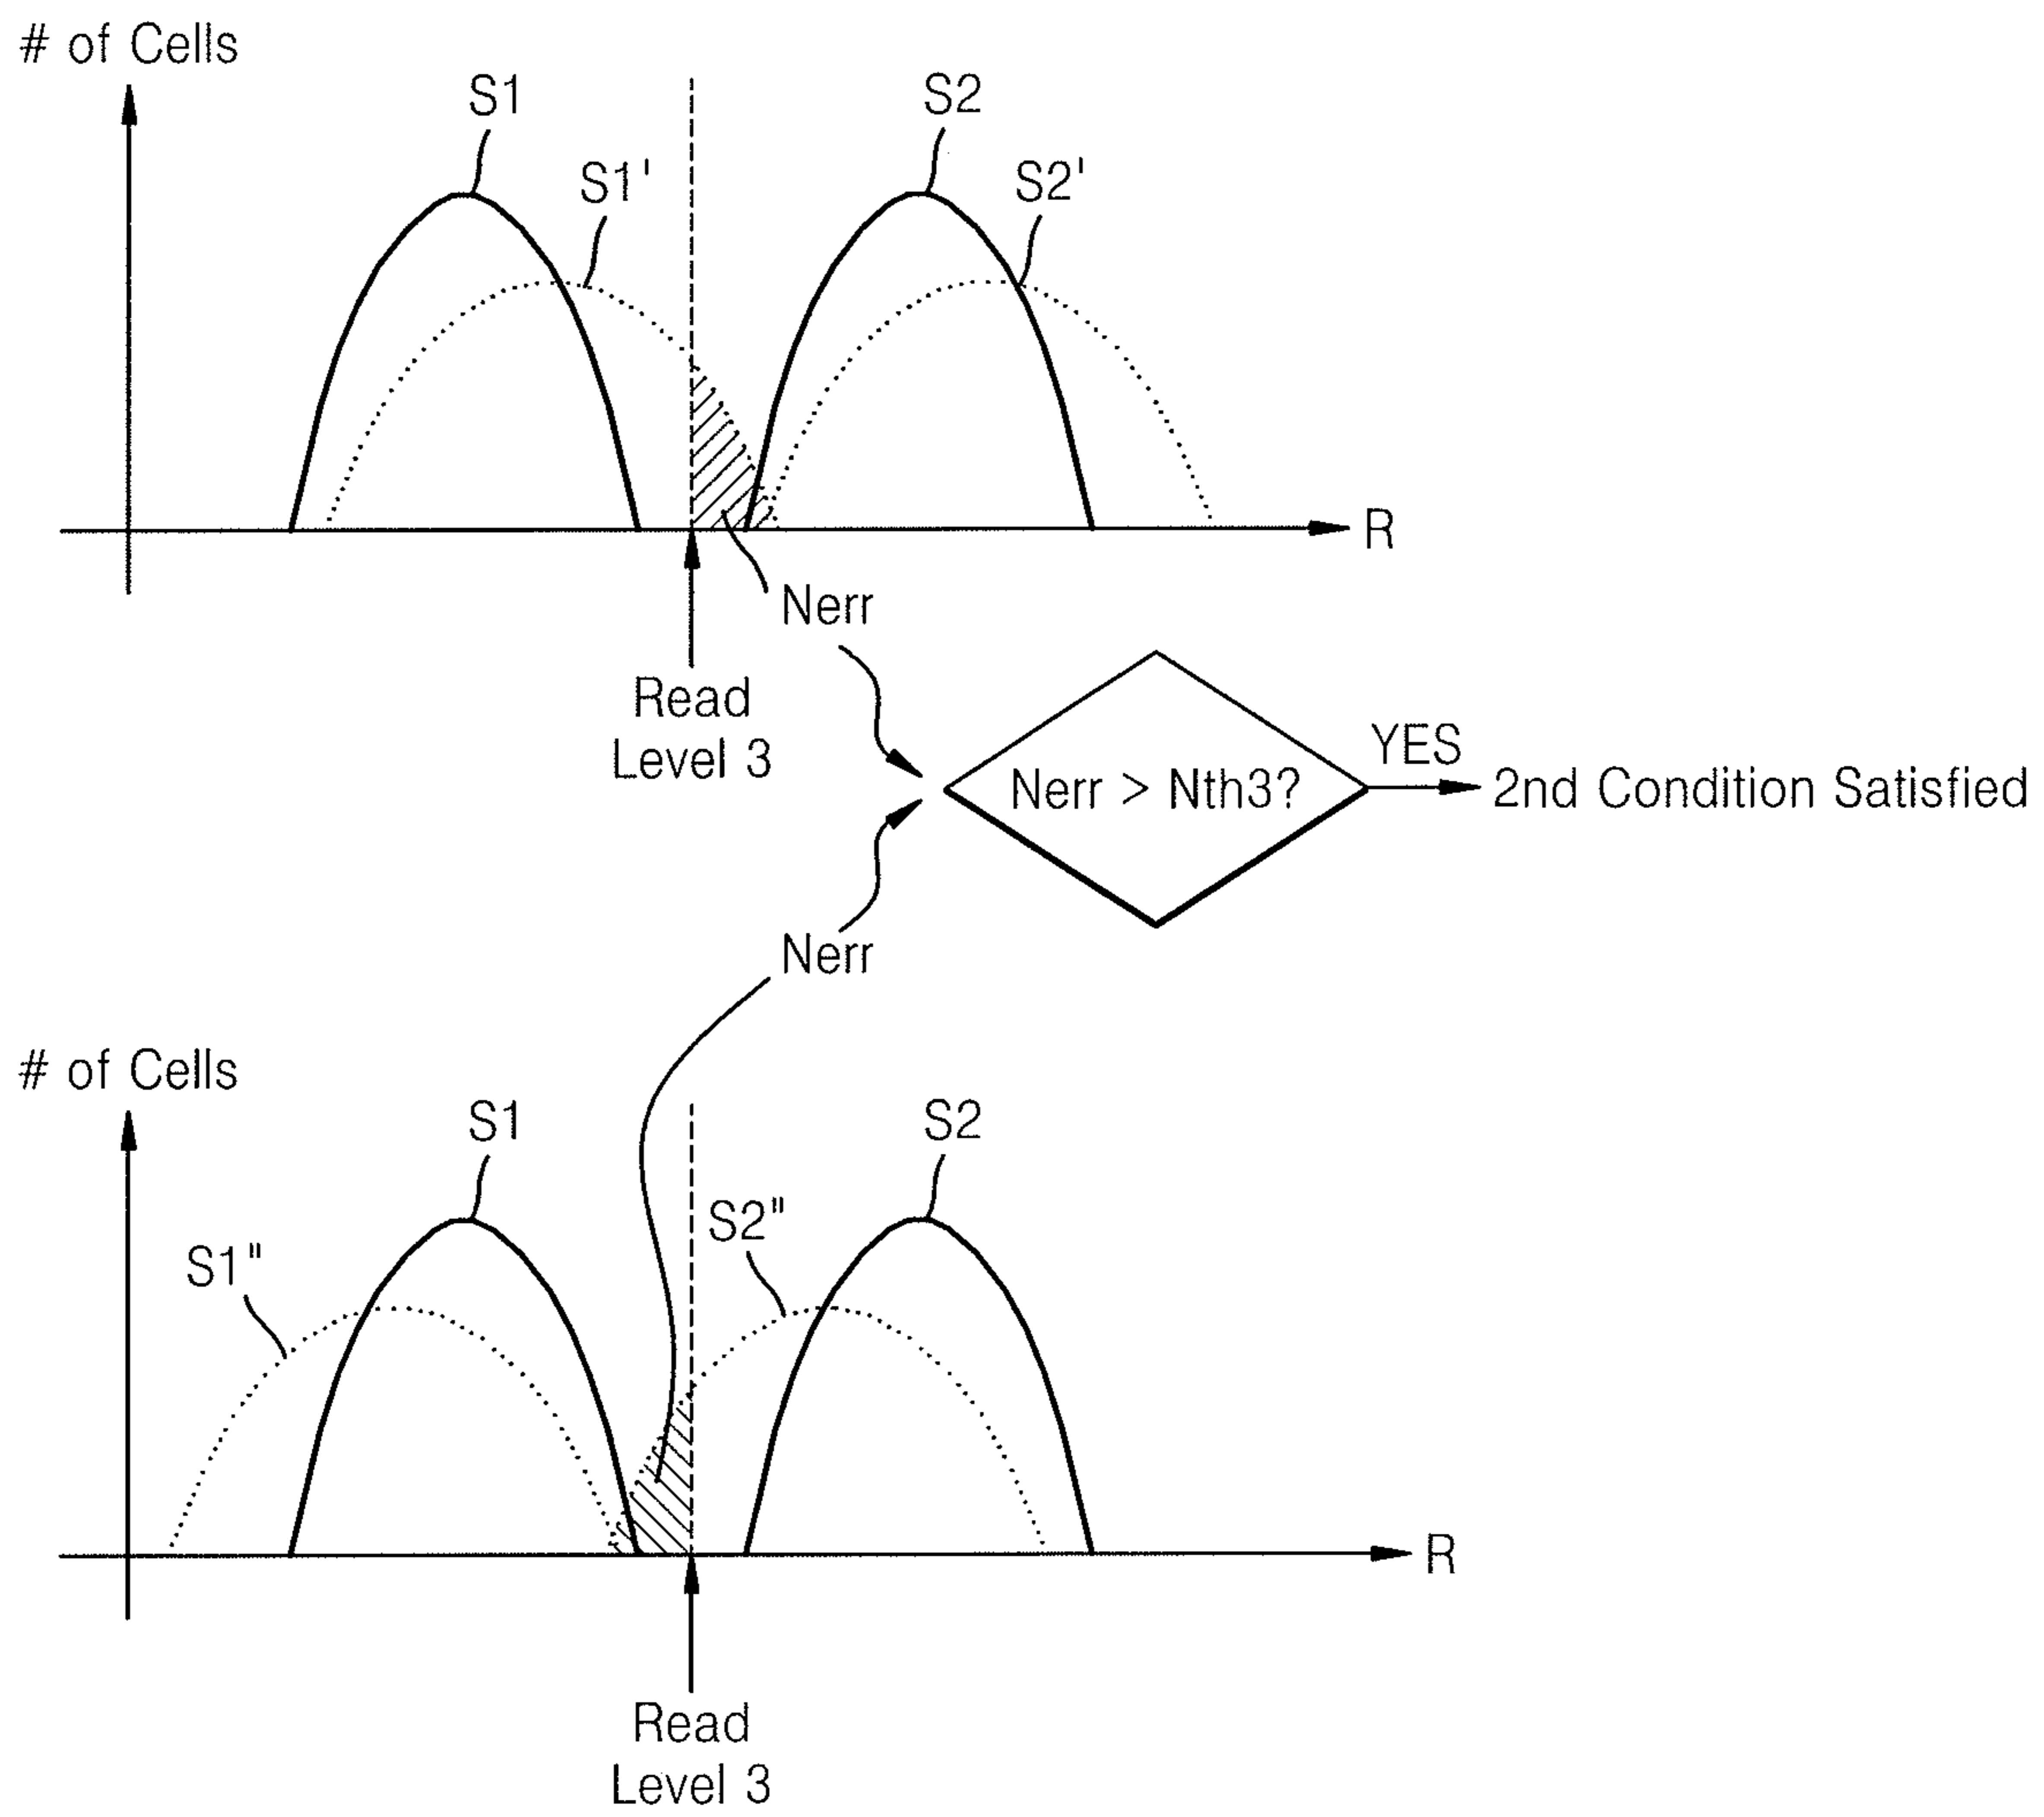 # of Cells
S1
S2
S1'
S2'
R
Nerr
Read
Level 3
Nerr > Nth3?
YES
2nd Condition Satisfied
Nerr
# of Cells
S1
S2
S1"
S2"
R
Read
Level 3